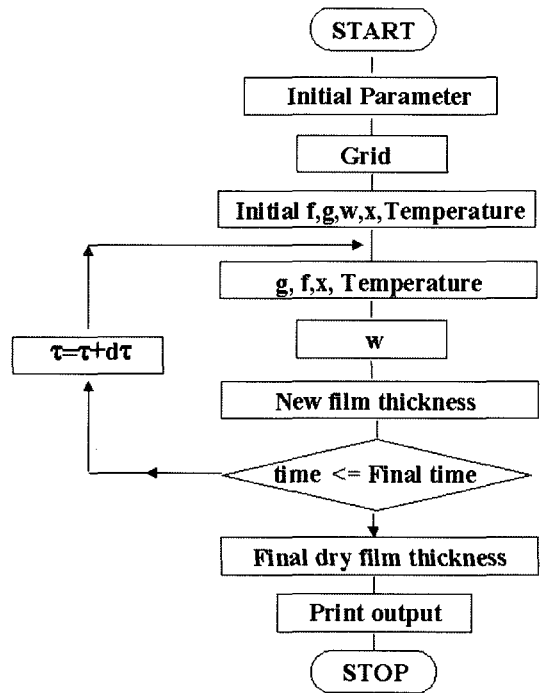 START
Initial Parameter
Grid
Initial f,g,w,x,Temperature
g, f,x, Temperature
w
τ=τ+dτ
New film thickness
time <= Final time
Final dry film thickness
Print output
STOP